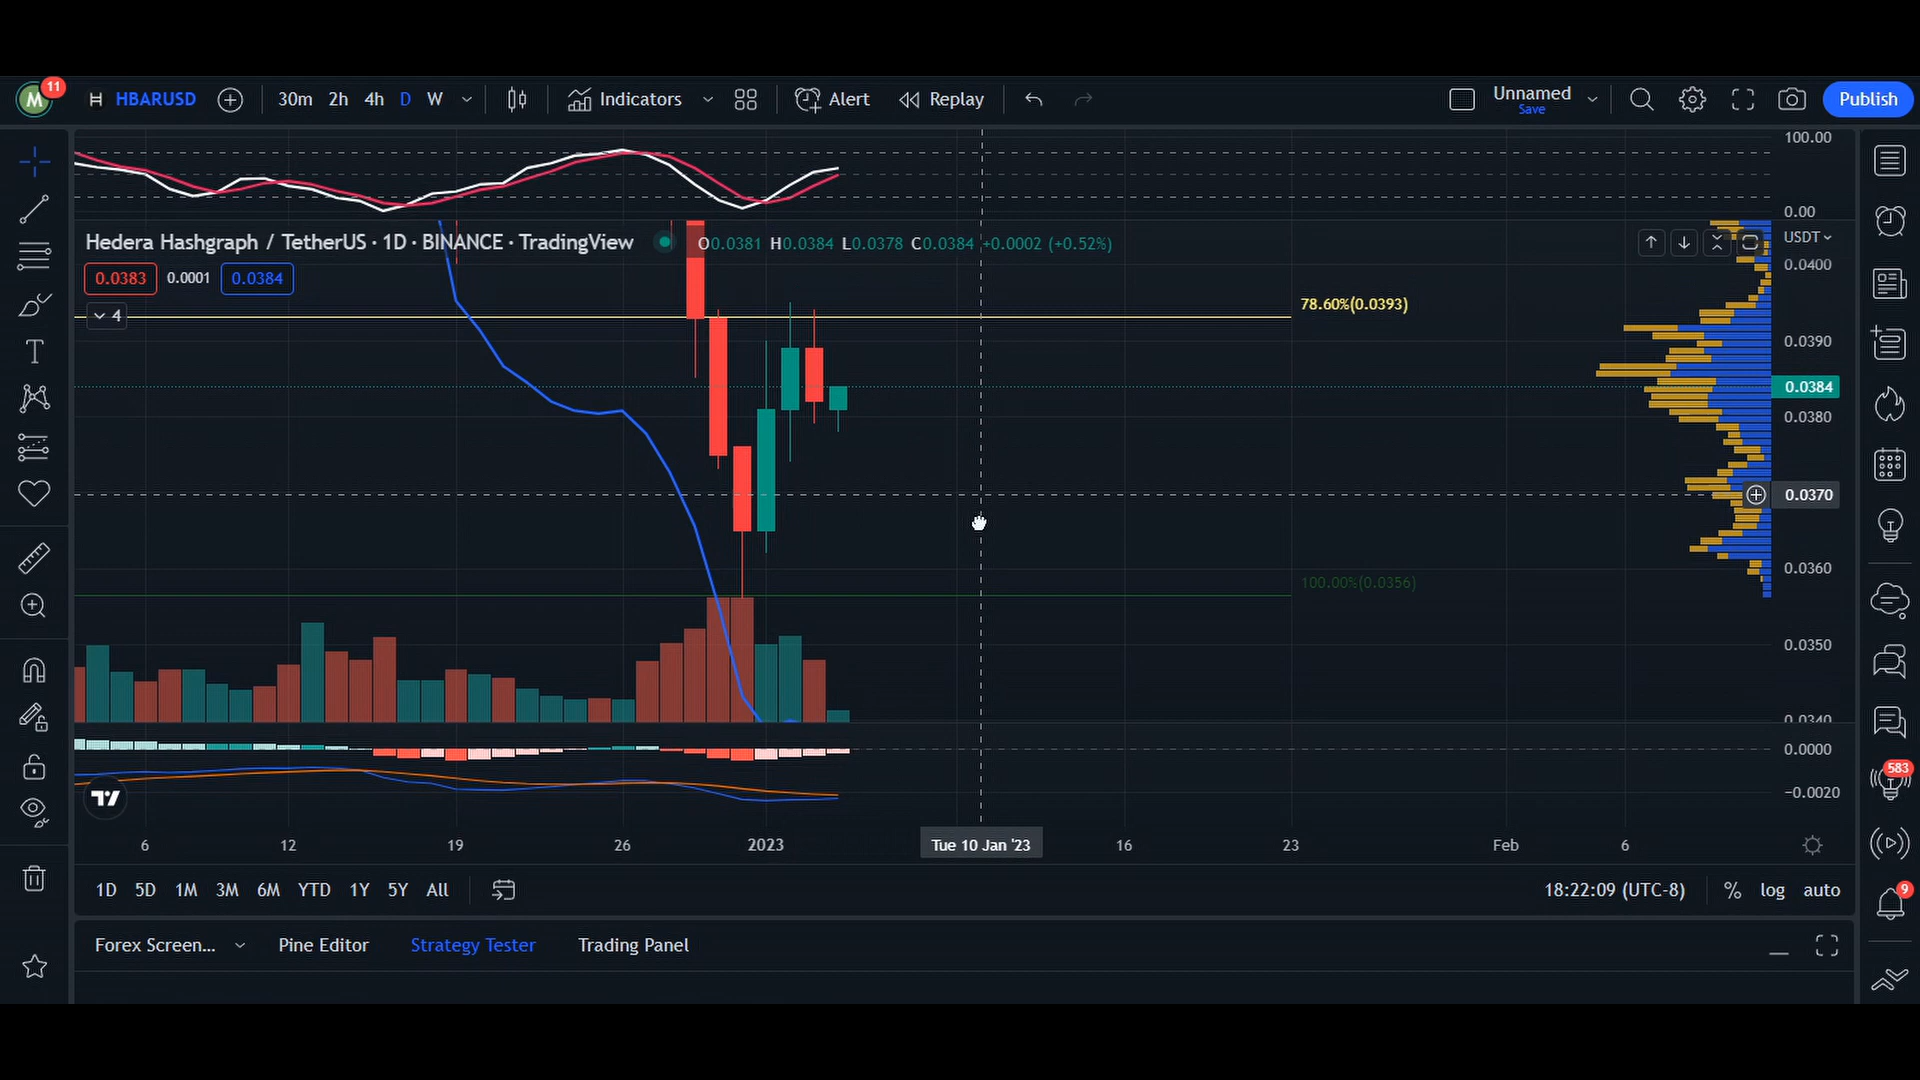 M 11 H HBARUSD 30m 2h 4h D W Indicators Alert Replay Unnamed Save Publish
100.00
0.00
Hedera Hashgraph / TetherUS · 1D · BINANCE · TradingView O0.0381 H0.0384 L0.0378 C0.0384 +0.0002 (+0.52%) USDT
0.0400
0.0383 0.0001 0.0384
78.60%(0.0393)
4
0.0390
0.0384
0.0380
0.0370
0.0360
100.00%(0.0356)
0.0350
0.0340
0.0000
583
−0.0020
6 12 19 26 2023 Tue 10 Jan '23 16 23 Feb 6
1D 5D 1M 3M 6M YTD 1Y 5Y All 18:22:09 (UTC-8) % log auto
9
Forex Screen... Pine Editor Strategy Tester Trading Panel